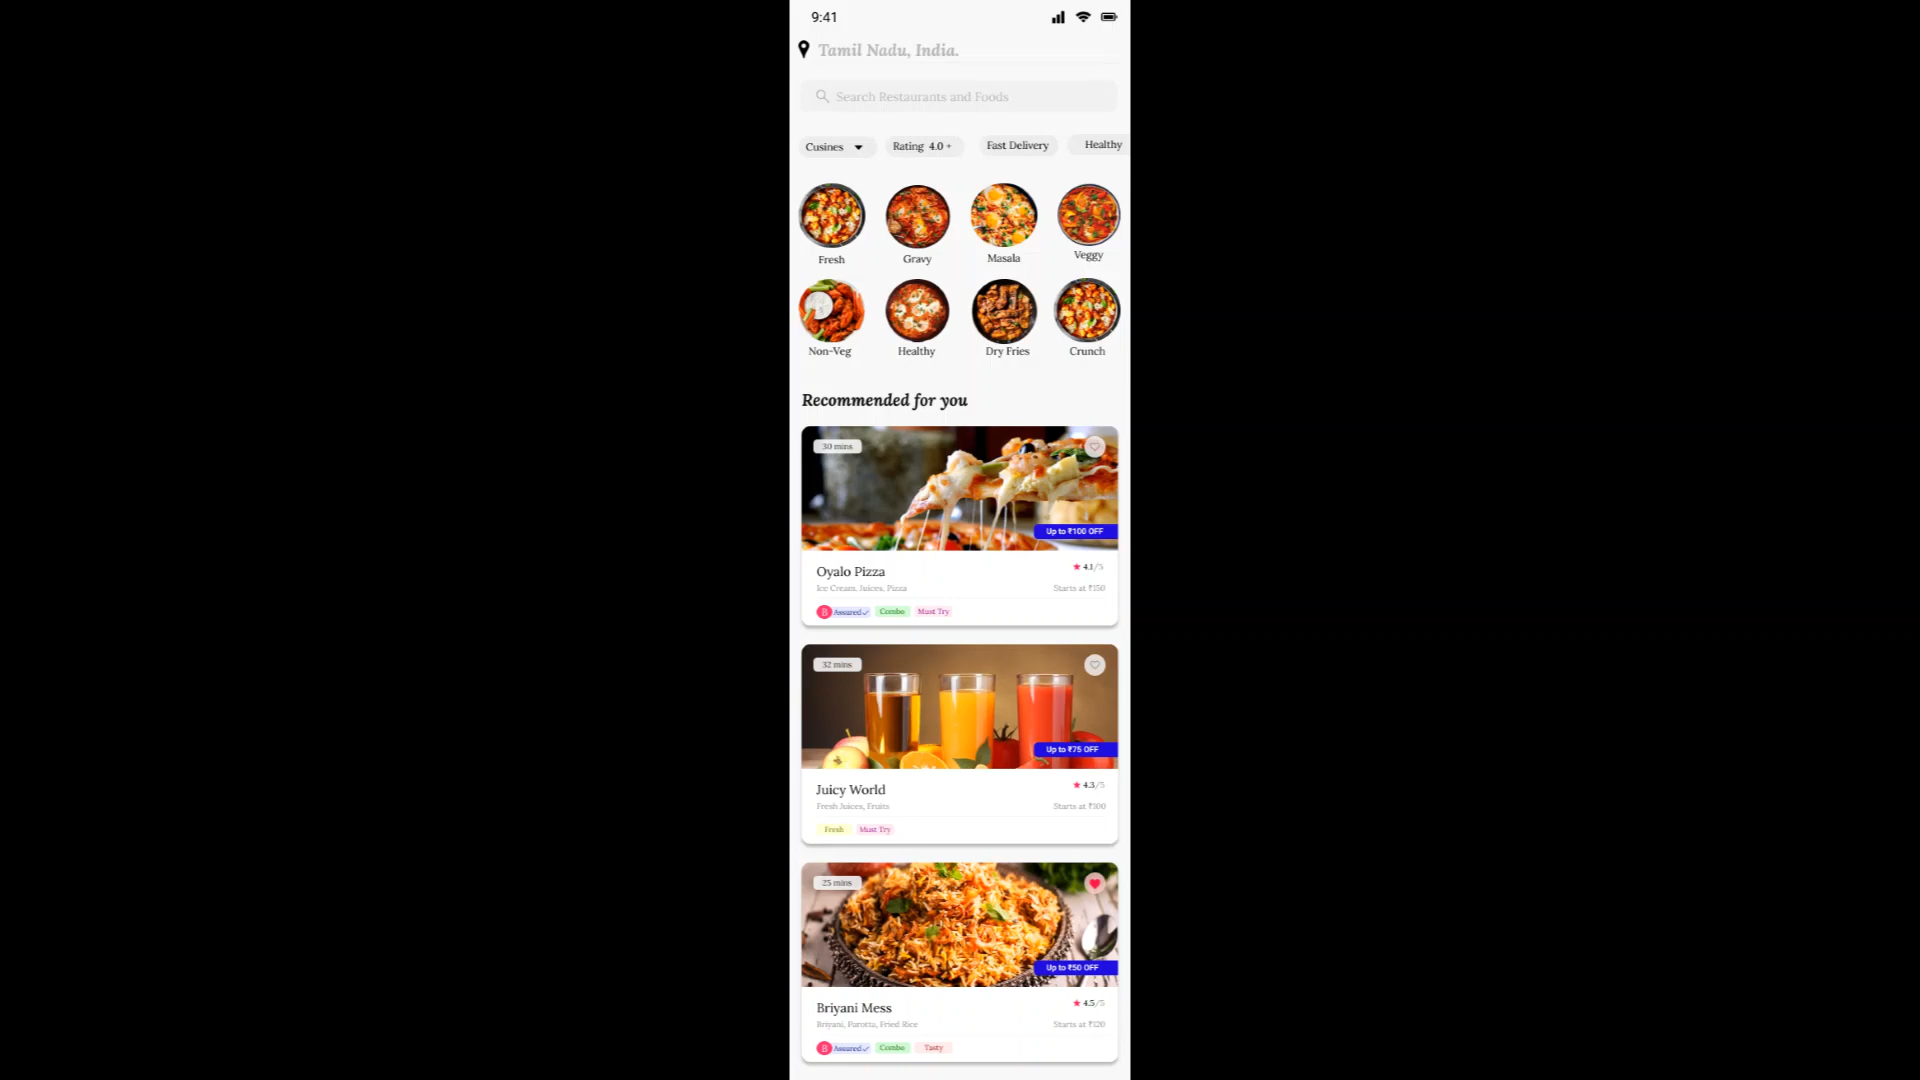 9:41
Tamil Nadu, India.
Search Restaurants and Foods
Cusines Rating 4.0 + Fast Delivery Healthy
Fresh Gravy Masala Veggy
Non-Veg Healthy Dry Fries Crunch
Recommended for you
30 mins
Up to ₹100 OFF
Oyalo Pizza ★ 4.1/5
Ice Cream, Juices, Pizza Starts at ₹150
B Assured✓ Combo Must Try
32 mins
Up to ₹75 OFF
Juicy World ★ 4.3/5
Fresh Juices, Fruits Starts at ₹100
Fresh Must Try
25 mins
Up to ₹50 OFF
Briyani Mess ★ 4.5/5
Briyani, Parotta, Fried Rice Starts at ₹120
B Assured✓ Combo Tasty